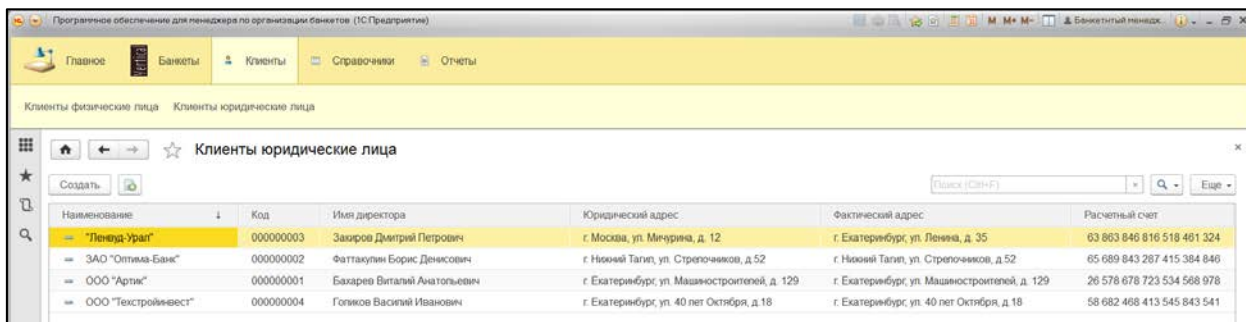 Программное обеспечение для менеджера по организации банкетов (1С:Предприятие) M M+ M- Банкетнтый менедж...
Главное Vertica Банкеты Клиенты Справочники Отчеты
Клиенты физические лица Клиенты юридические лица
Клиенты юридические лица
Создать Поиск (Ctrl+F) Еще
Наименование Код Имя директора Юридический адрес Фактический адрес Расчетный счет
"Ленвуд-Урал" 000000003 Закиров Дмитрий Петрович г. Москва, ул. Мичурина, д. 12 г. Екатеринбург, ул. Ленина, д. 35 63 863 846 816 518 461 324
ЗАО "Оптима-Банк" 000000002 Фаттакулин Борис Денисович г. Нижний Тагил, ул. Стрелочников, д.52 г. Нижний Тагил, ул. Стрелочников, д.52 65 689 843 287 415 384 846
ООО "Артик" 000000001 Бахарев Виталий Анатольевич г. Екатеринбург, ул. Машиностроителей, д. 129 г. Екатеринбург, ул. Машиностроителей, д. 129 26 578 678 723 534 568 978
ООО "Техстройинвест" 000000004 Голиков Василий Иванович г. Екатеринбург, ул. 40 лет Октября, д.18 г. Екатеринбург, ул. 40 лет Октября, д.18 58 682 468 413 545 843 541